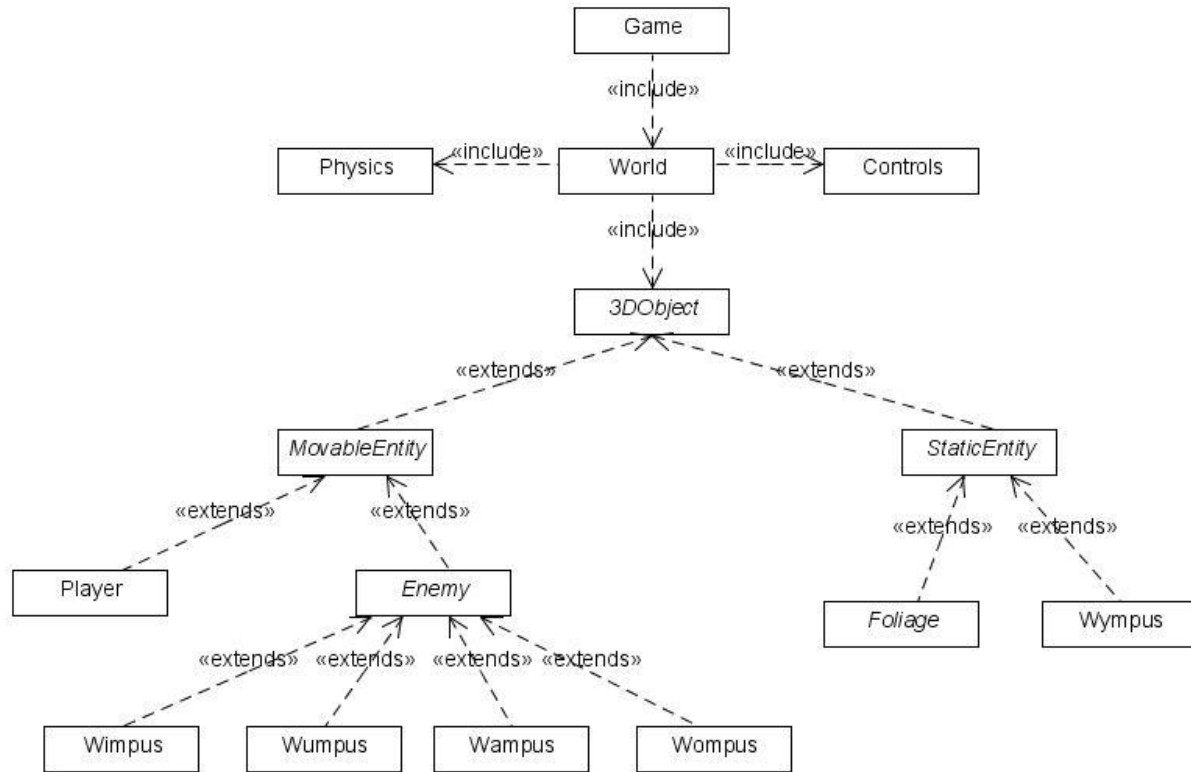 Game
«include»
«include»
«include»
Physics
World
Controls
«include»
3DObject
«extends»
«extends»
MovableEntity
StaticEntity
«extends»
«extends»
«extends»
«extends»
Player
Enemy
Foliage
Wympus
«extends»
«extends»
«extends»
«extends»
Wimpus
Wumpus
Wampus
Wompus